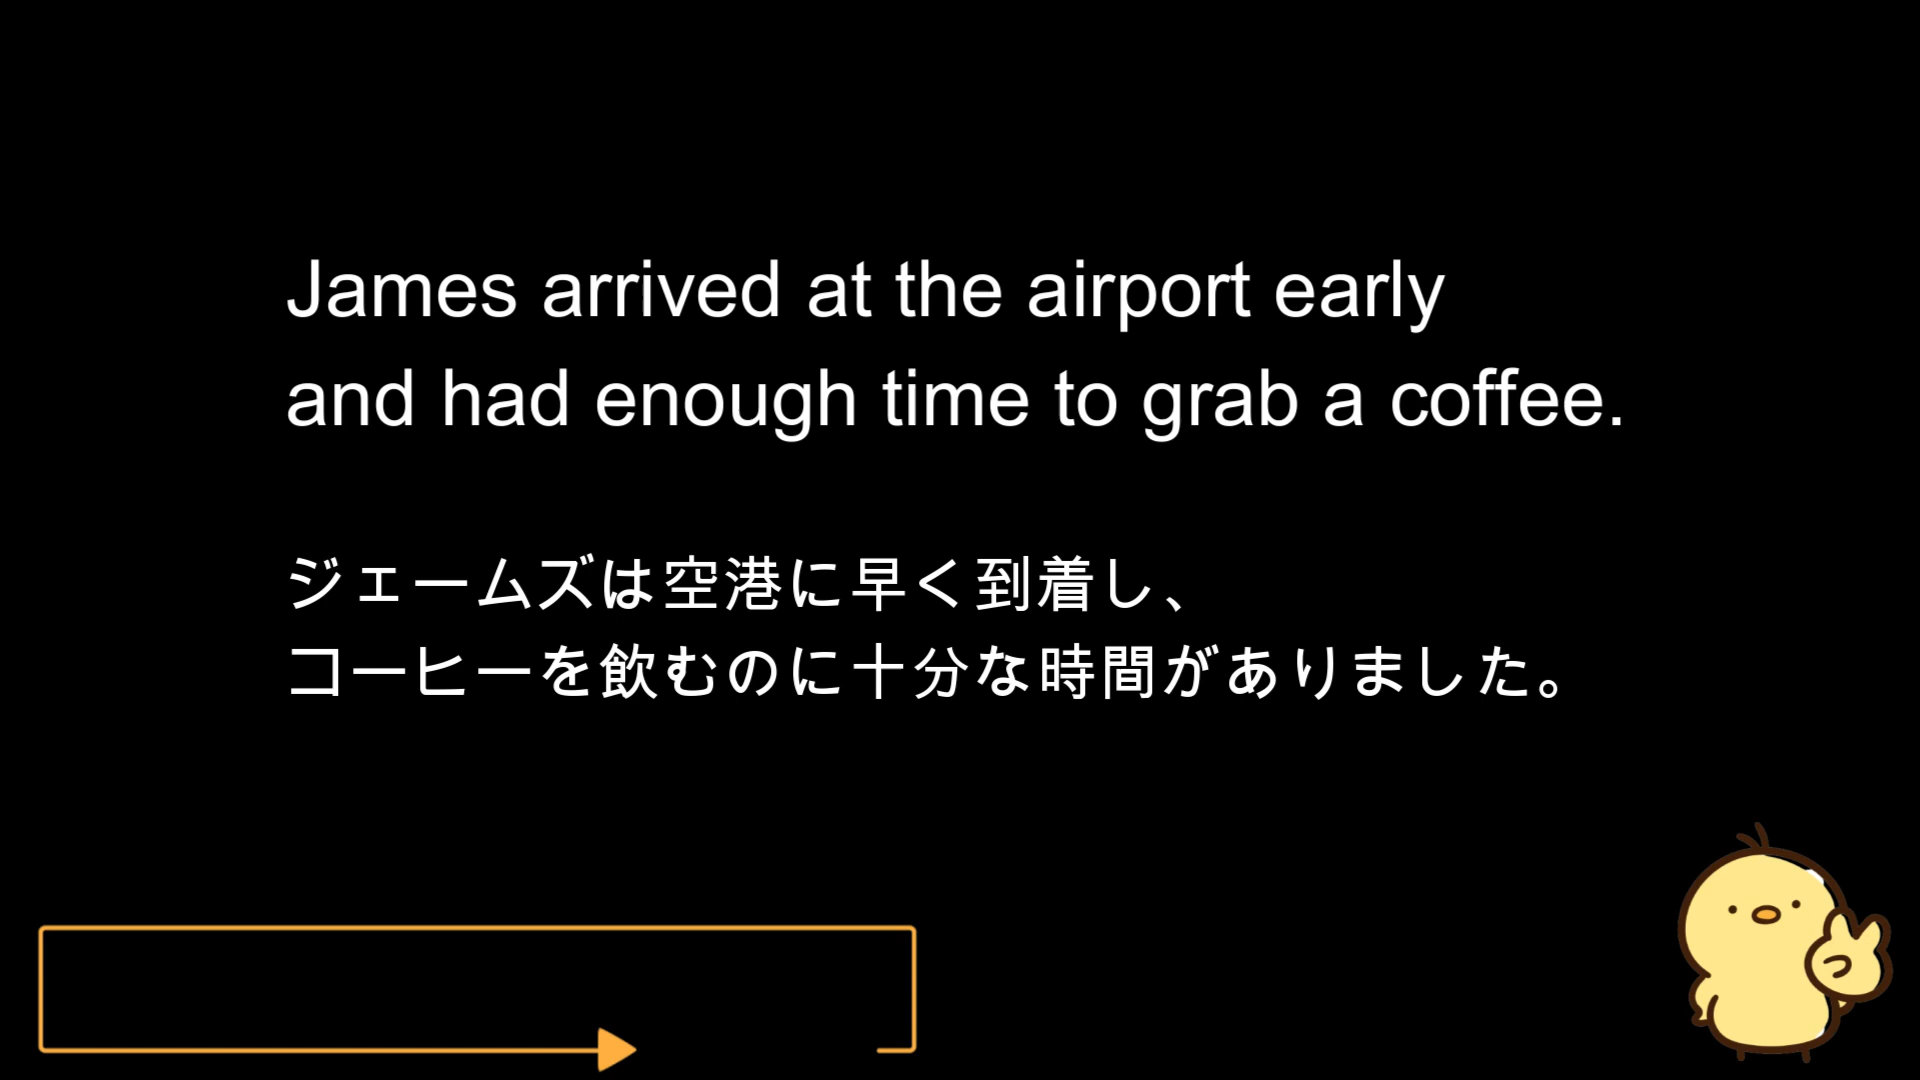 James arrived at the airport early
and had enough time to grab a coffee.
ジェームズは空港に早く到着し、
コーヒーを飲むのに十分な時間がありました。